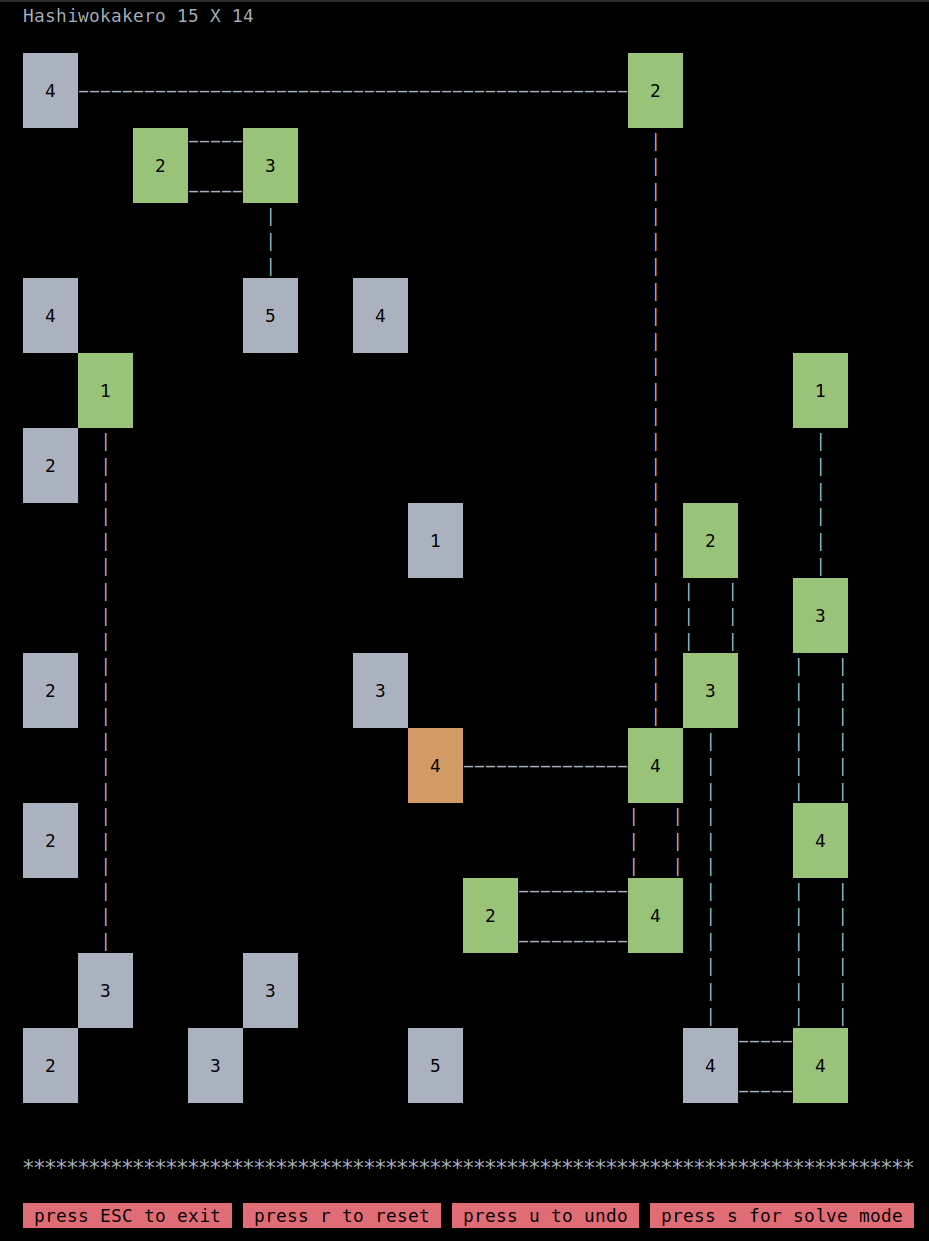 Hashiwokakero 15 X 14
4 2
2 3
4 5 4
1 1
2
1 2
3
2 3 3
4 4
2 4
2 4
3 3
2 3 5 4 4
*********************************************************************************
press ESC to exit press r to reset press u to undo press s for solve mode